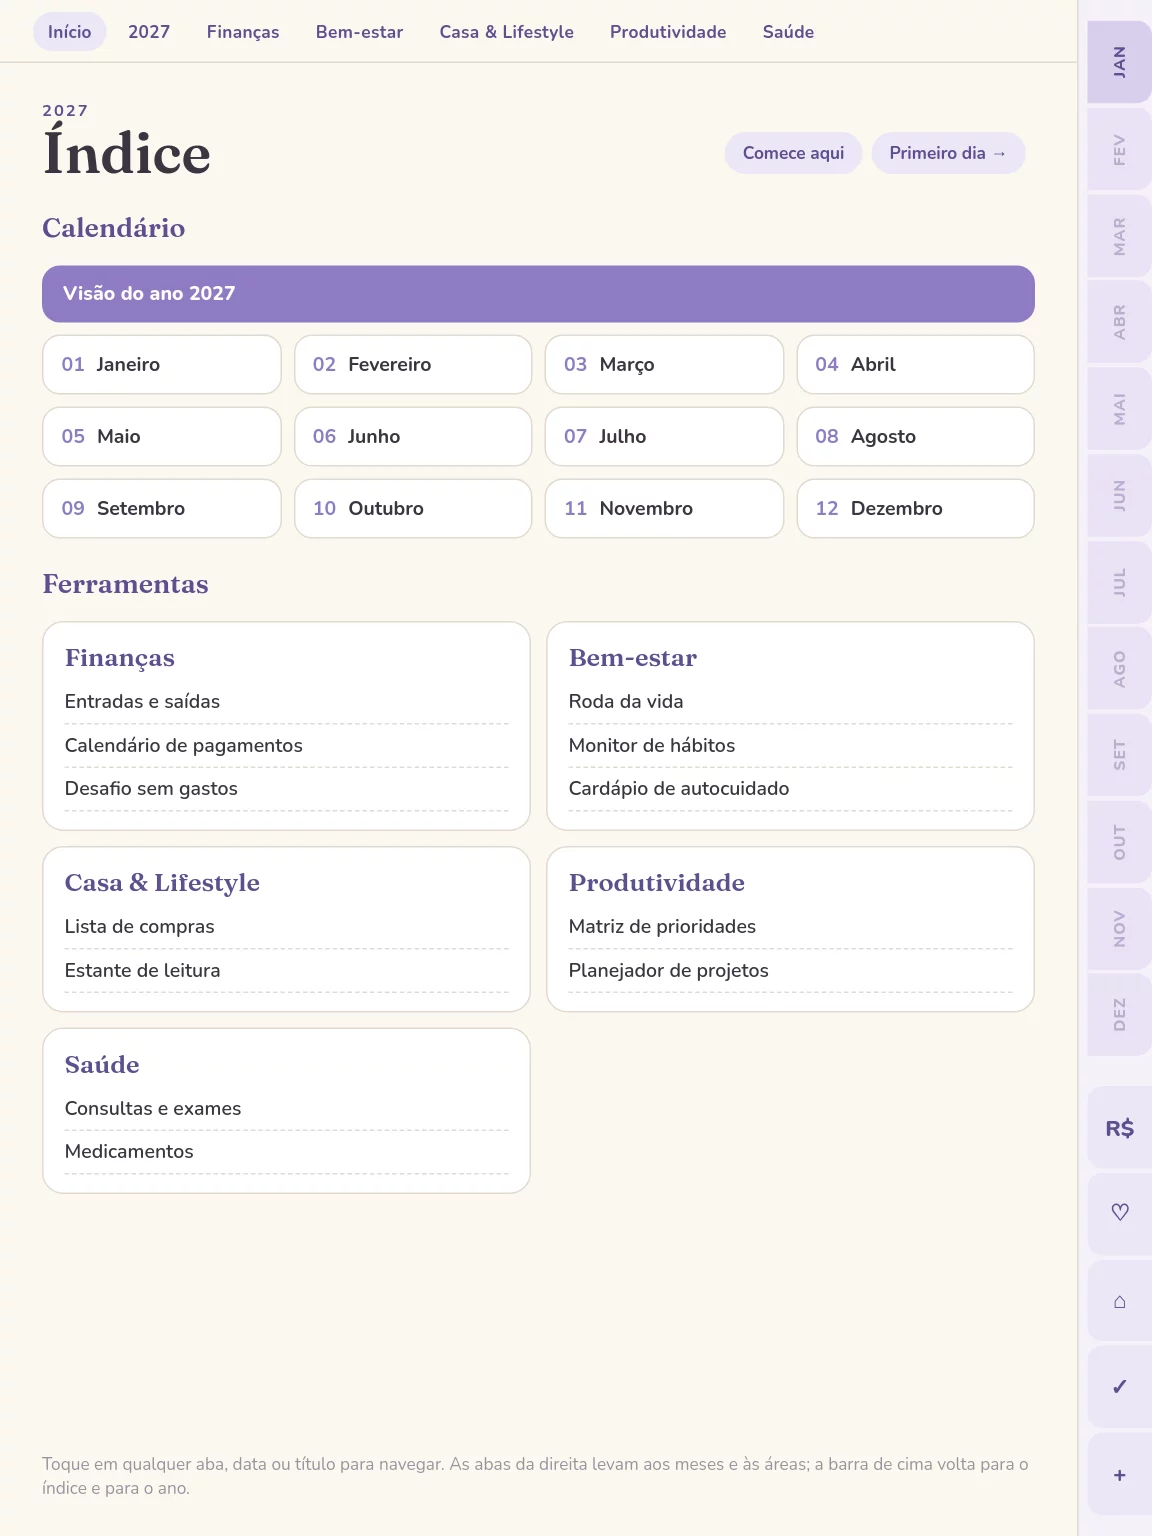 Início 2027 Finanças Bem-estar Casa & Lifestyle Produtividade Saúde
2027
Índice
Comece aqui Primeiro dia →
Calendário
Visão do ano 2027
01 Janeiro 02 Fevereiro 03 Março 04 Abril
05 Maio 06 Junho 07 Julho 08 Agosto
09 Setembro 10 Outubro 11 Novembro 12 Dezembro
Ferramentas
Finanças
Entradas e saídas
Calendário de pagamentos
Desafio sem gastos
Bem-estar
Roda da vida
Monitor de hábitos
Cardápio de autocuidado
Casa & Lifestyle
Lista de compras
Estante de leitura
Produtividade
Matriz de prioridades
Planejador de projetos
Saúde
Consultas e exames
Medicamentos
Toque em qualquer aba, data ou título para navegar. As abas da direita levam aos meses e às áreas; a barra de cima volta para o
índice e para o ano.
JAN
FEV
MAR
ABR
MAI
JUN
JUL
AGO
SET
OUT
NOV
DEZ
R$
♡
⌂
✓
+